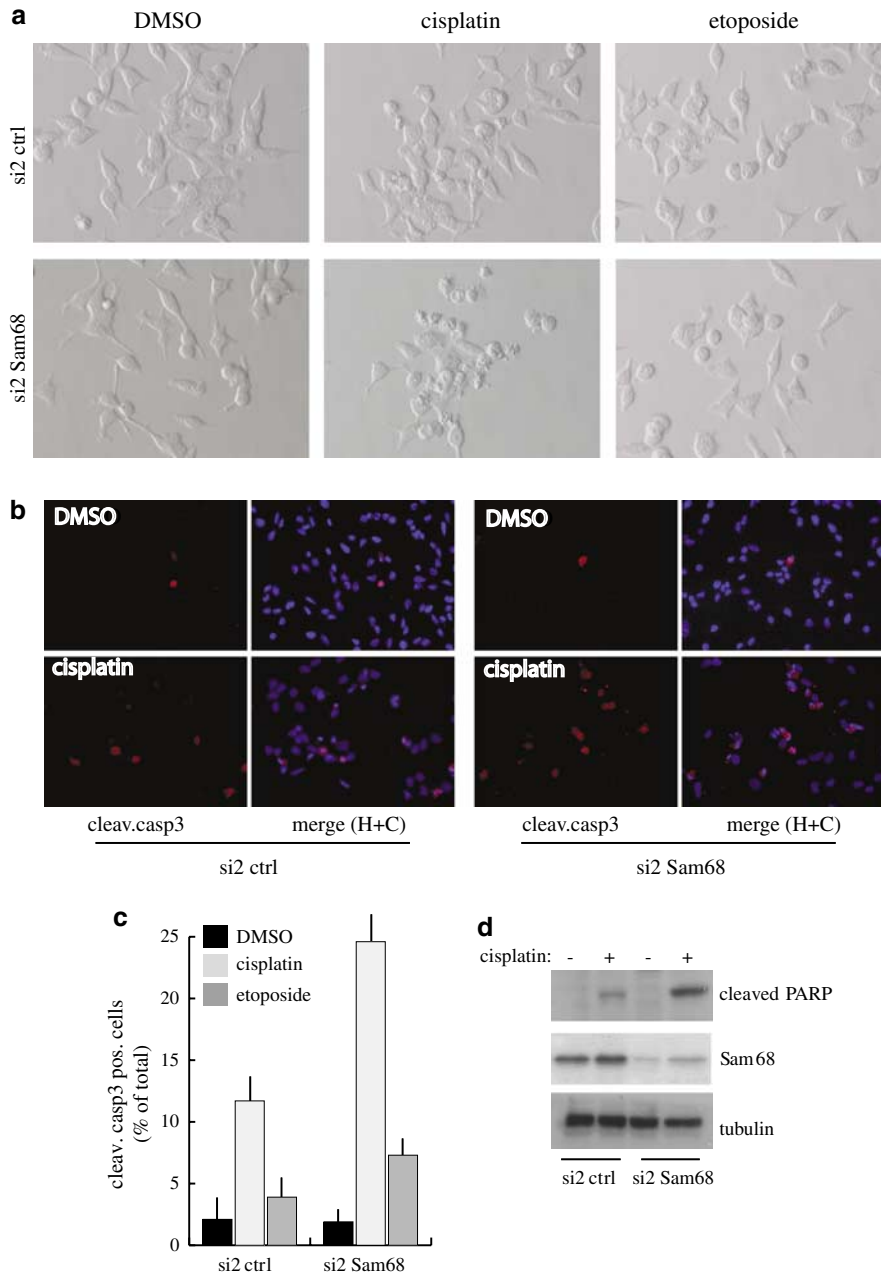 a
DMSO
cisplatin
etoposide
si2 ctrl
si2 Sam68
b
DMSO
DMSO
cisplatin
cisplatin
cleav.casp3
merge (H+C)
cleav.casp3
merge (H+C)
si2 ctrl
si2 Sam68
c
DMSO
cisplatin
etoposide
cleav. casp3 pos. cells
(% of total)
25
20
15
10
5
0
si2 ctrl
si2 Sam68
d
cisplatin: - + - +
cleaved PARP
Sam68
tubulin
si2 ctrl
si2 Sam68